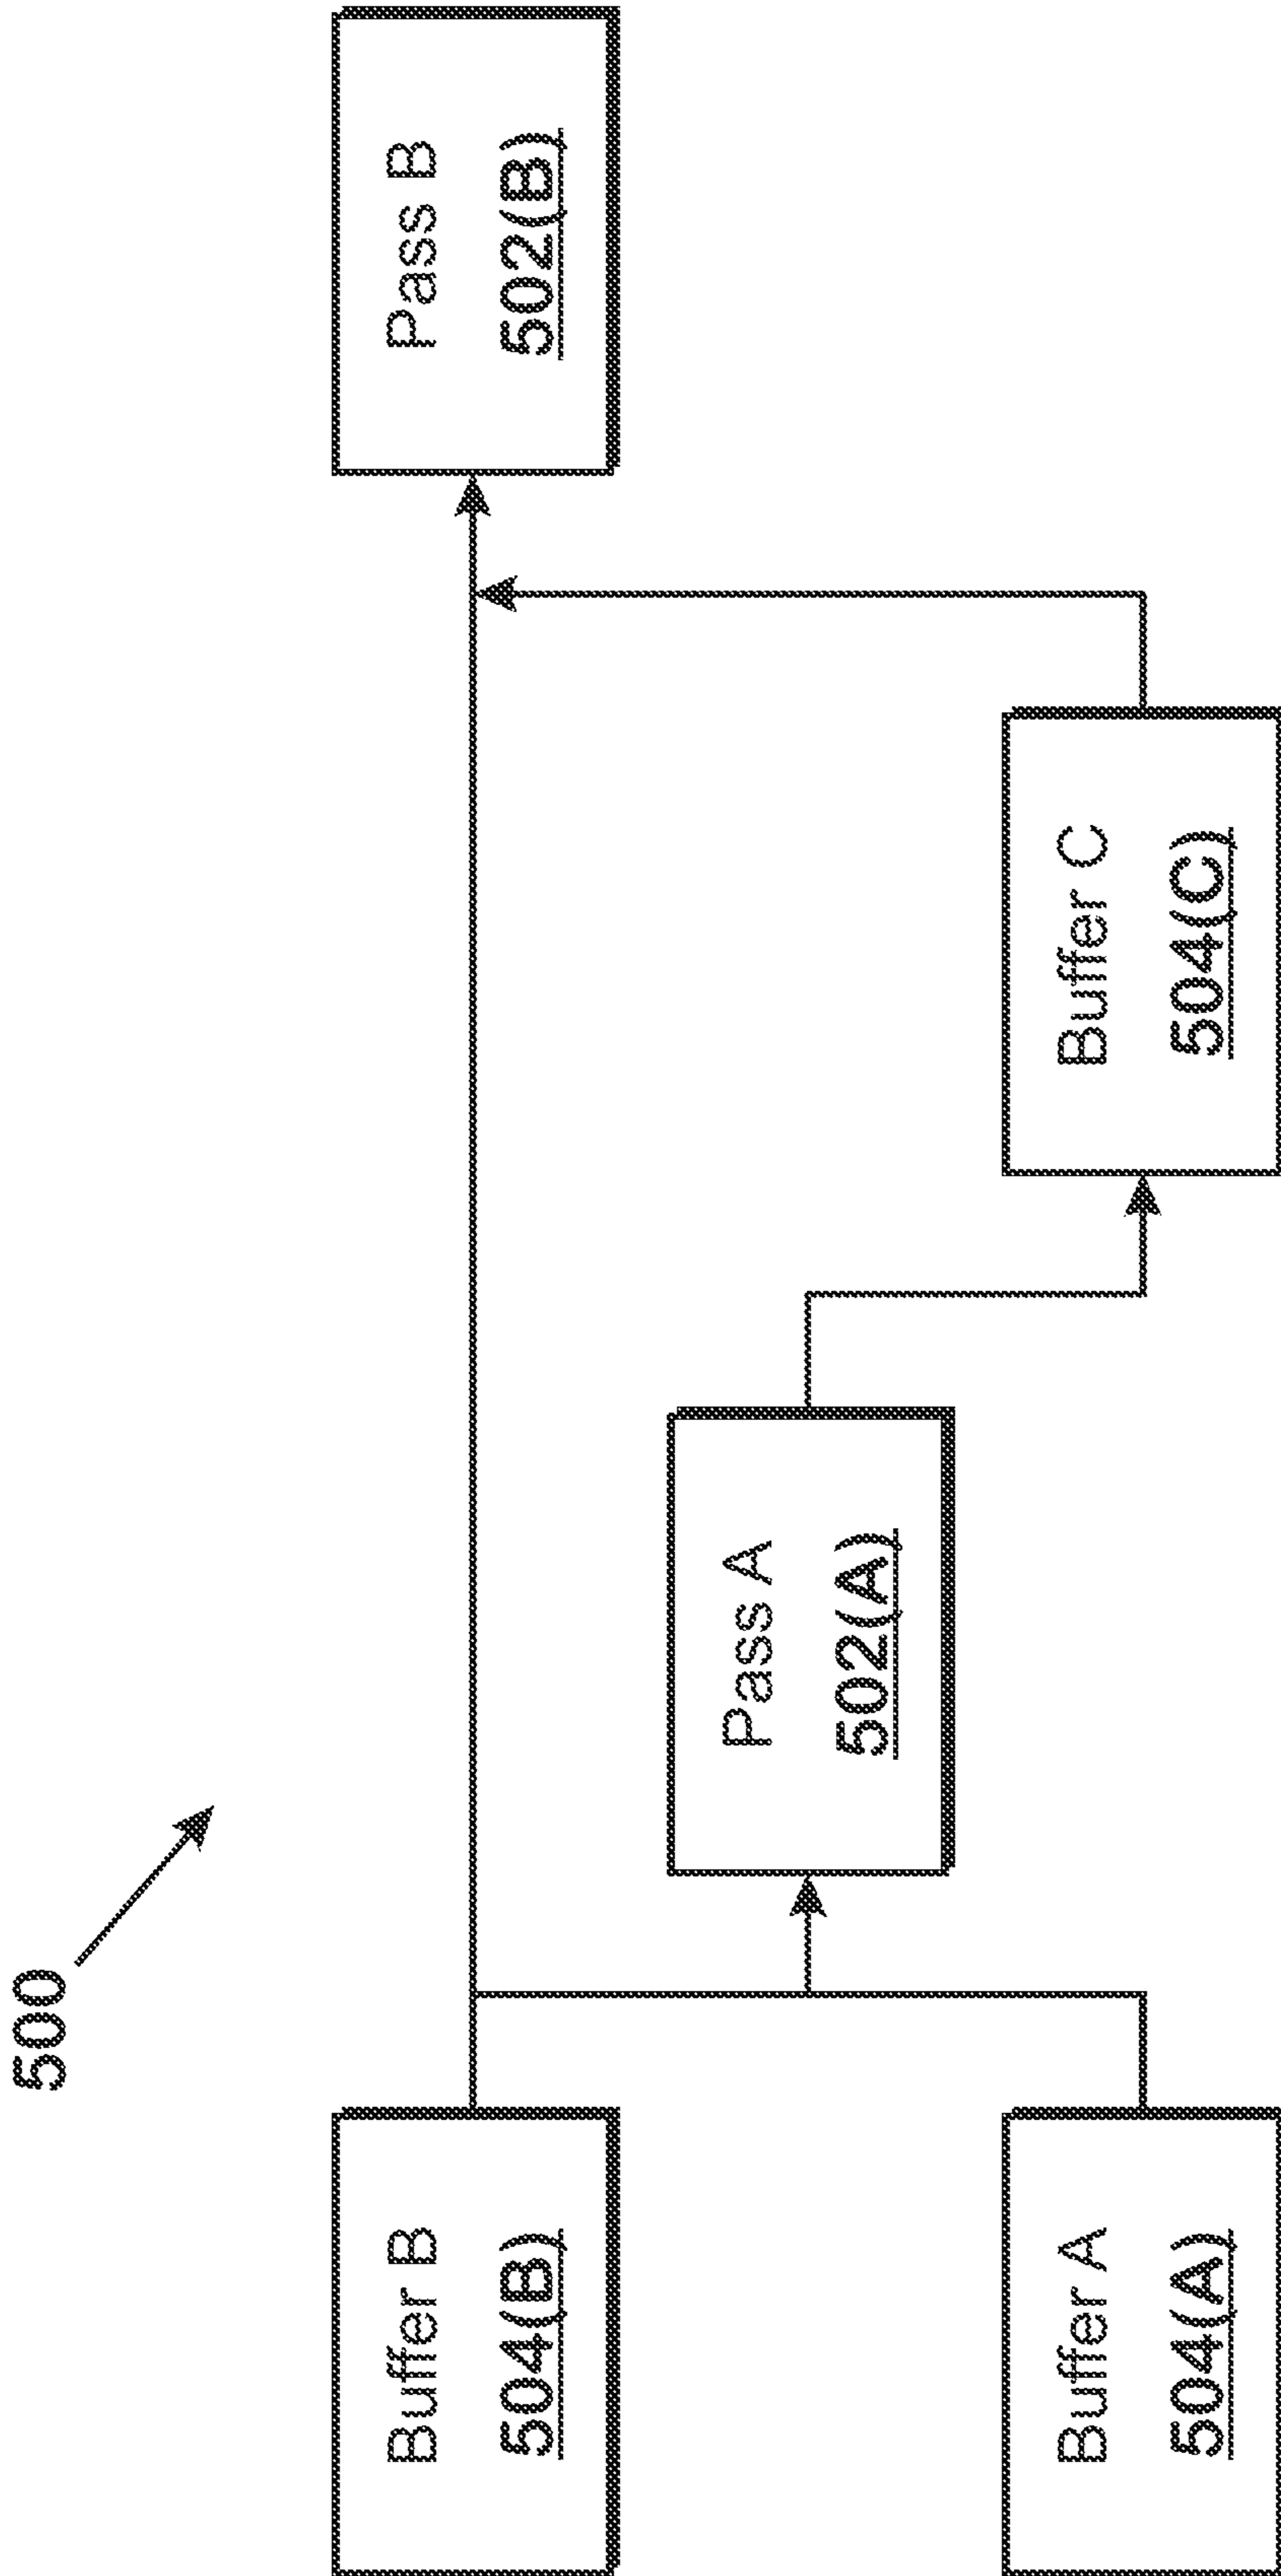 500
Buffer B
504(B)
Pass B
502(B)
Pass A
502(A)
Buffer A
504(A)
Buffer C
504(C)